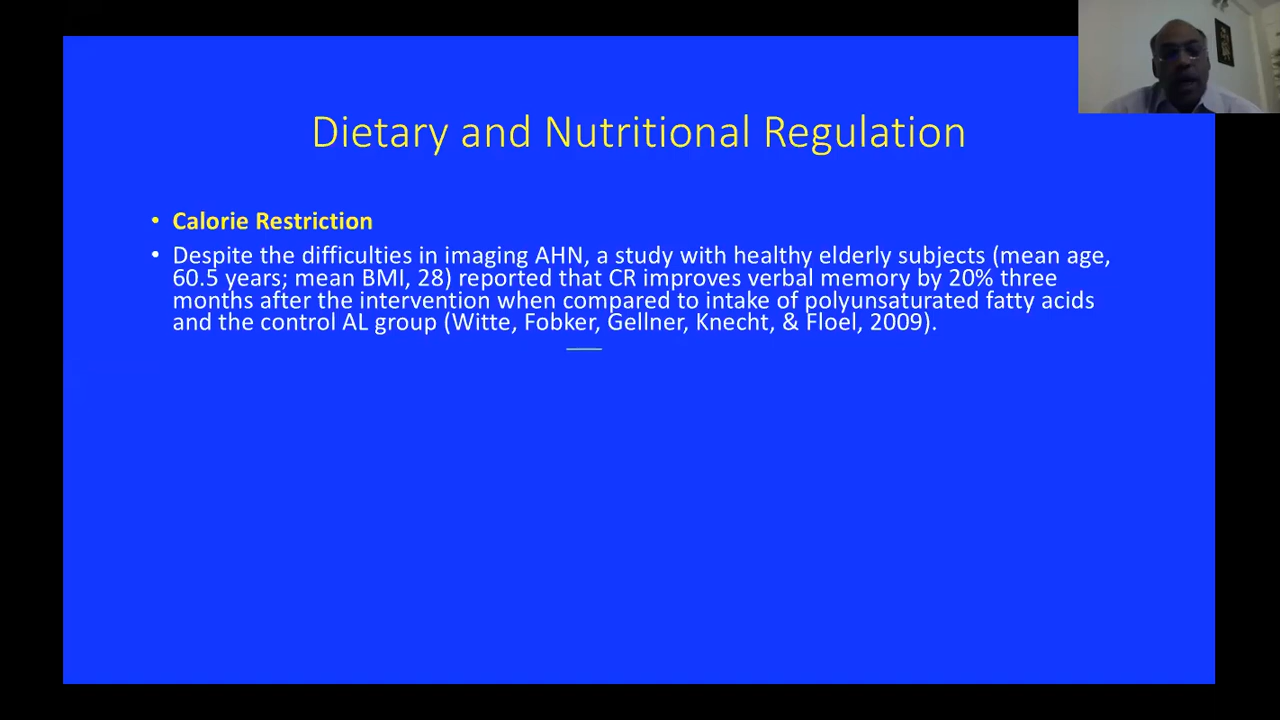 Dietary and Nutritional Regulation
• Calorie Restriction
• Despite the difficulties in imaging AHN, a study with healthy elderly subjects (mean age,
60.5 years; mean BMI, 28) reported that CR improves verbal memory by 20% three
months after the intervention when compared to intake of polyunsaturated fatty acids
and the control AL group (Witte, Fobker, Gellner, Knecht, & Floel, 2009).